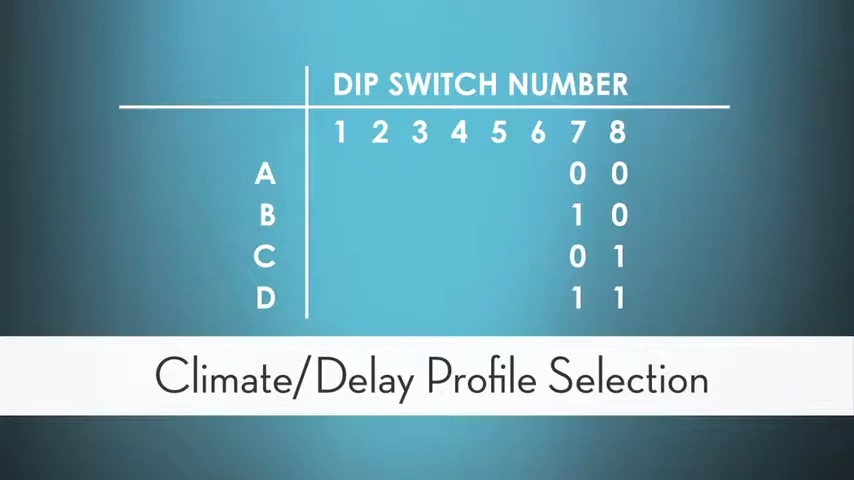 DIP SWITCH NUMBER
1 2 3 4 5 6 7 8
A 0 0
B 1 0
C 0 1
D 1 1
Climate/Delay Profile Selection